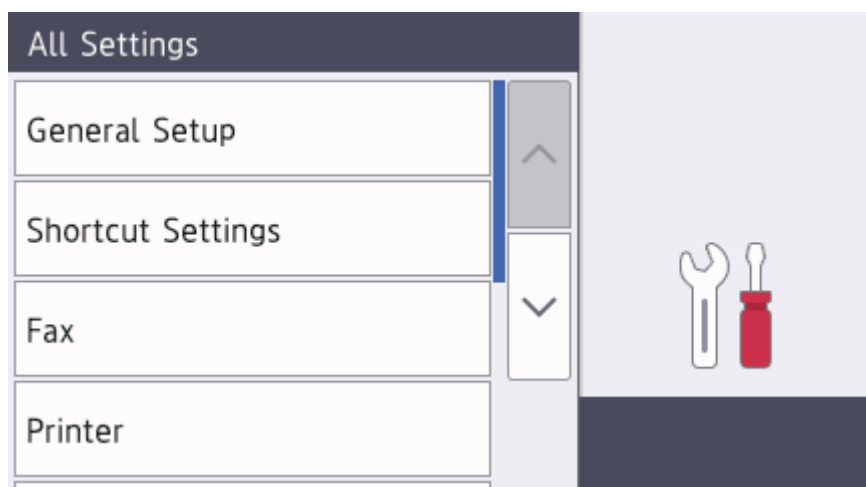 All Settings
General Setup
Shortcut Settings
Fax
Printer